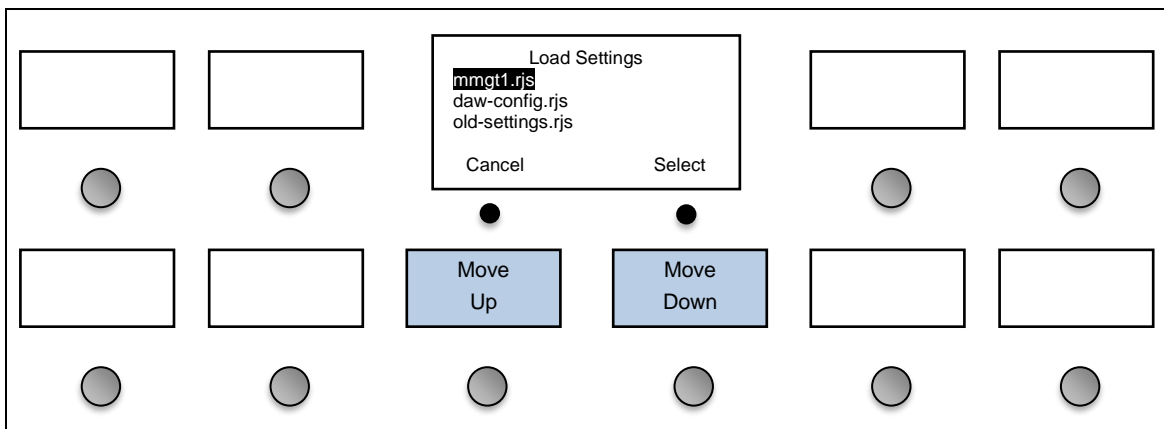 Load Settings
mmgt1.rjs
daw-config.rjs
old-settings.rjs
Cancel Select
Move Move
Up Down